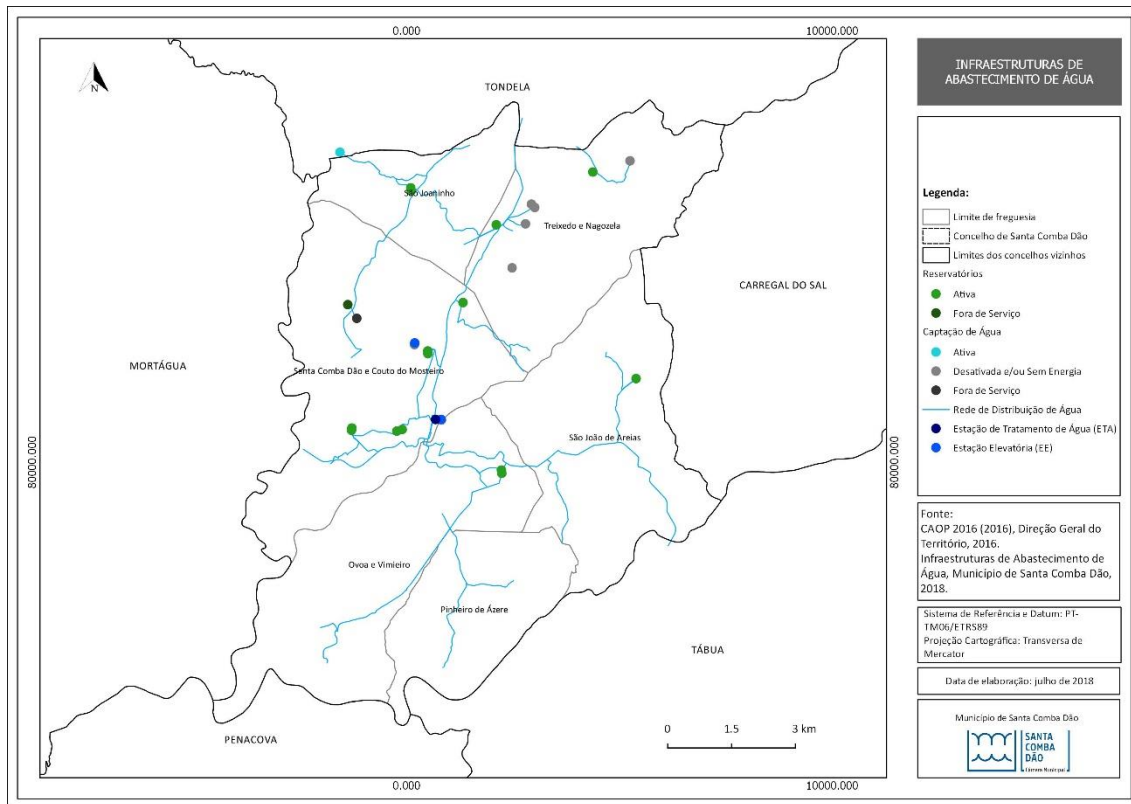 0.000
10000.000
INFRAESTRUTURAS DE
ABASTECIMENTO DE ÁGUA
N
TONDELA
São Joaninho
Treixedo e Nagozela
CARREGAL DO SAL
MORTÁGUA
Santa Comba Dão e Couto do Mosteiro
São João de Areias
80000.000
80000.000
Ovoa e Vimieiro
Pinheiro de Ázere
TÁBUA
PENACOVA
0
1.5
3 km
0.000
10000.000
Legenda:
Limite de freguesia
Concelho de Santa Comba Dão
Limites dos concelhos vizinhos
Reservatórios
Ativa
Fora de Serviço
Captação de Água
Ativa
Desativada e/ou Sem Energia
Fora de Serviço
Rede de Distribuição de Água
Estação de Tratamento de Água (ETA)
Estação Elevatória (EE)
Fonte:
CAOP 2016 (2016), Direção Geral do
Território, 2016.
Infraestruturas de Abastecimento de
Água, Município de Santa Comba Dão,
2018.
Sistema de Referência e Datum: PT-
TM06/ETRS89
Projeção Cartográfica: Transversa de
Mercator
Data de elaboração: julho de 2018
Município de Santa Comba Dão
SANTA
COMBA
DÃO
Câmara Municipal